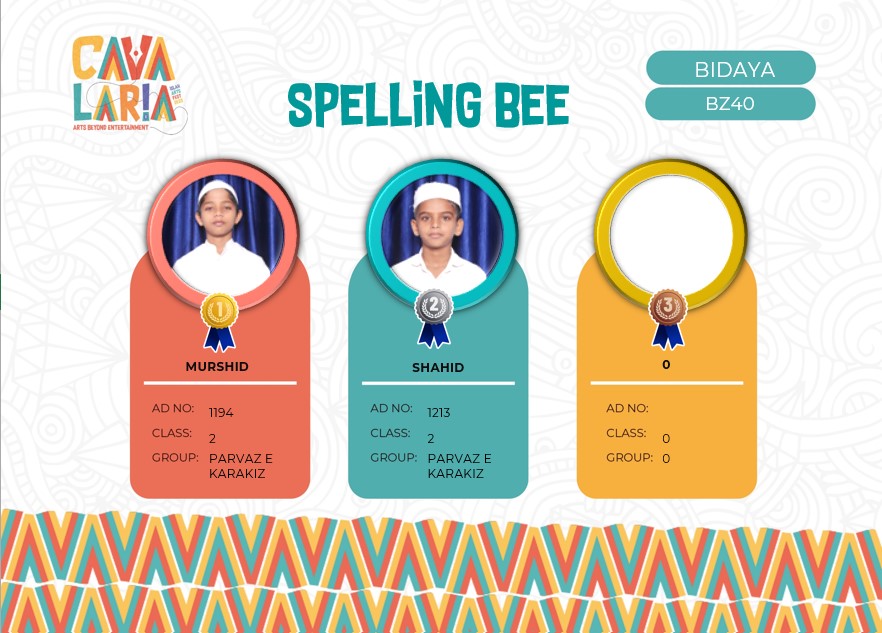 CAVA
LARIA
ARTS BEYOND ENTERTAINMENT
SPELLiNG BEE
BIDAYA
BZ40
1
MURSHID
AD NO: 1194
CLASS: 2
GROUP: PARVAZ E
KARAKIZ
2
SHAHID
AD NO: 1213
CLASS: 2
GROUP: PARVAZ E
KARAKIZ
3
0
AD NO:
CLASS: 0
GROUP: 0